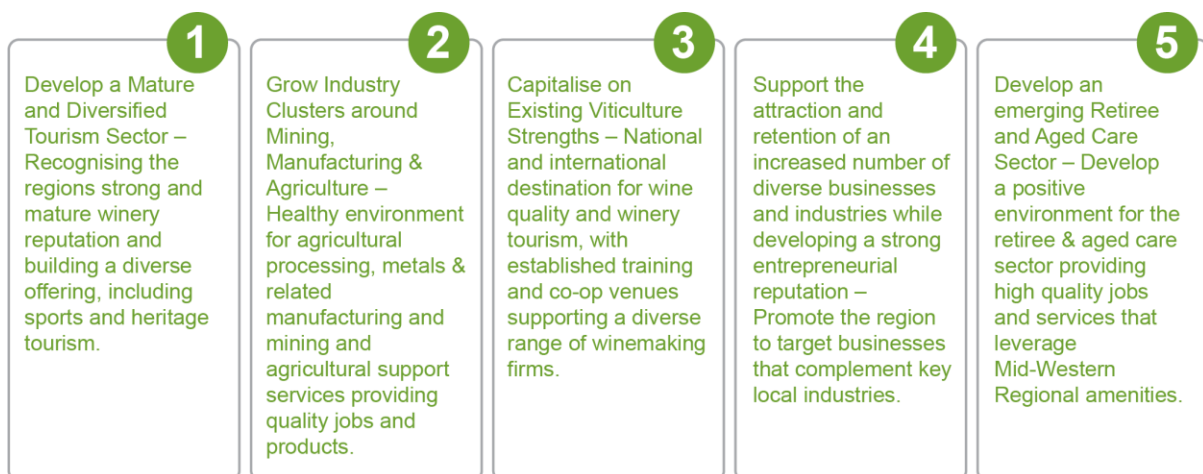 1
Develop a Mature
and Diversified
Tourism Sector –
Recognising the
regions strong and
mature winery
reputation and
building a diverse
offering, including
sports and heritage
tourism.
2
Grow Industry
Clusters around
Mining,
Manufacturing &
Agriculture –
Healthy environment
for agricultural
processing, metals &
related
manufacturing and
mining and
agricultural support
services providing
quality jobs and
products.
3
Capitalise on
Existing Viticulture
Strengths – National
and international
destination for wine
quality and winery
tourism, with
established training
and co-op venues
supporting a diverse
range of winemaking
firms.
4
Support the
attraction and
retention of an
increased number of
diverse businesses
and industries while
developing a strong
entrepreneurial
reputation –
Promote the region
to target businesses
that complement key
local industries.
5
Develop an
emerging Retiree
and Aged Care
Sector – Develop
a positive
environment for the
retiree & aged care
sector providing
high quality jobs
and services that
leverage
Mid-Western
Regional amenities.